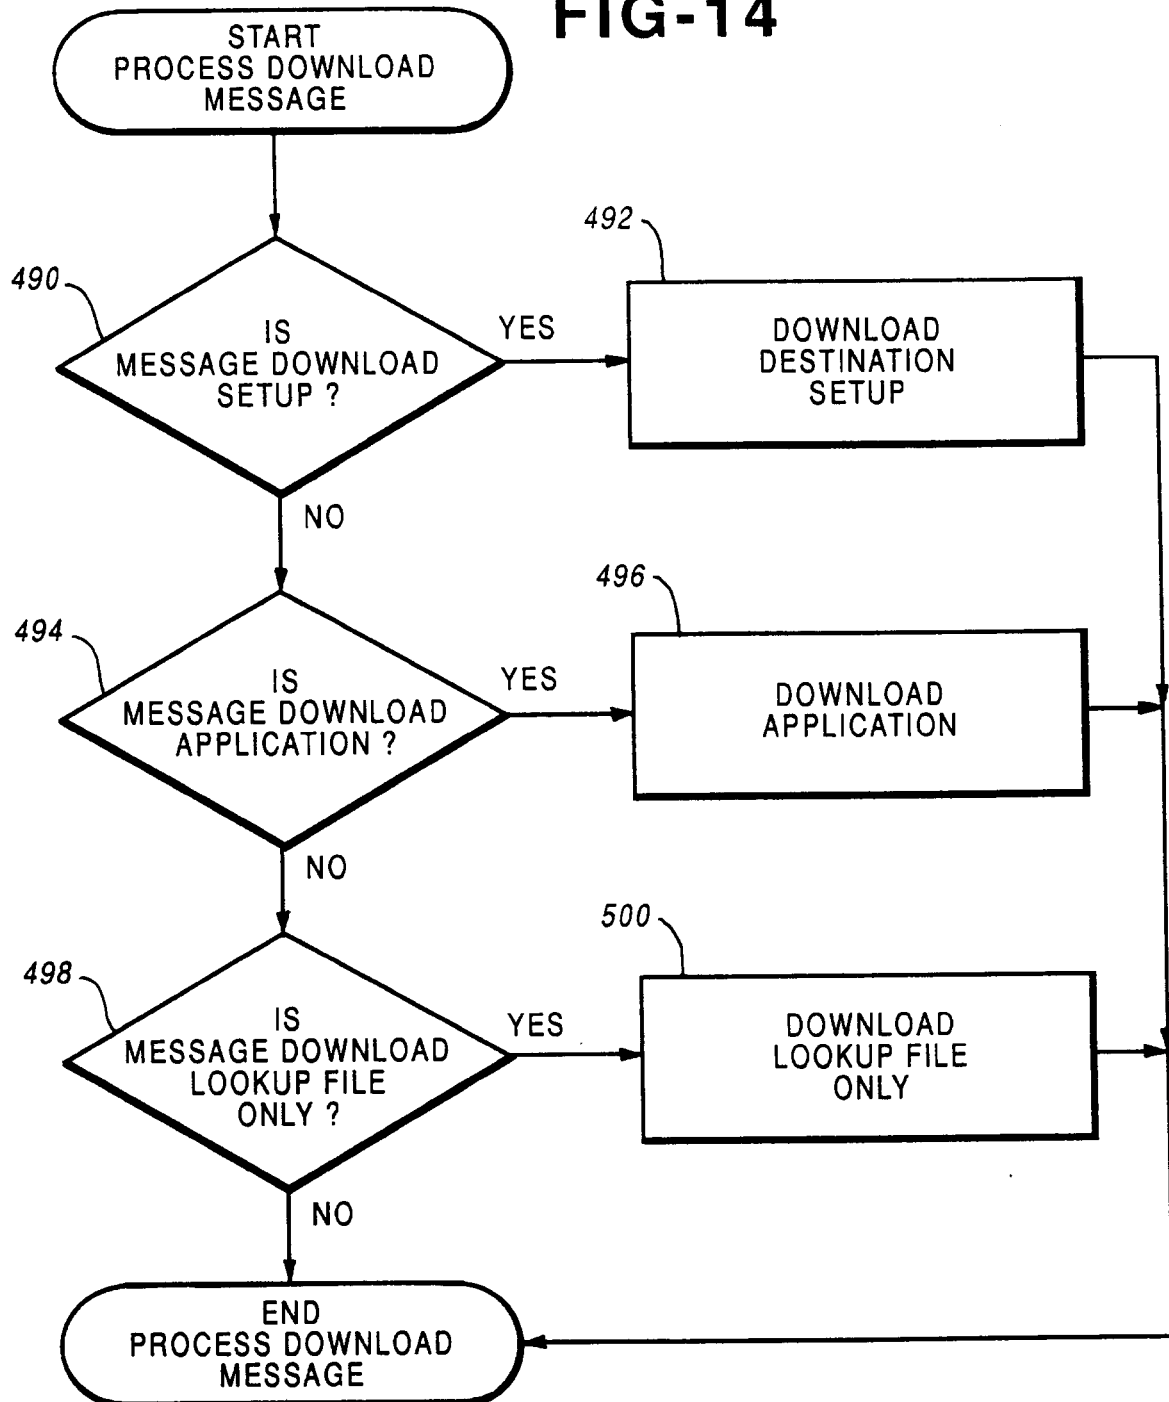 FIG-14
START
PROCESS DOWNLOAD
MESSAGE
490
IS
MESSAGE DOWNLOAD
SETUP ?
YES
492
DOWNLOAD
DESTINATION
SETUP
NO
494
IS
MESSAGE DOWNLOAD
APPLICATION ?
YES
496
DOWNLOAD
APPLICATION
NO
498
IS
MESSAGE DOWNLOAD
LOOKUP FILE
ONLY ?
YES
500
DOWNLOAD
LOOKUP FILE
ONLY
NO
END
PROCESS DOWNLOAD
MESSAGE